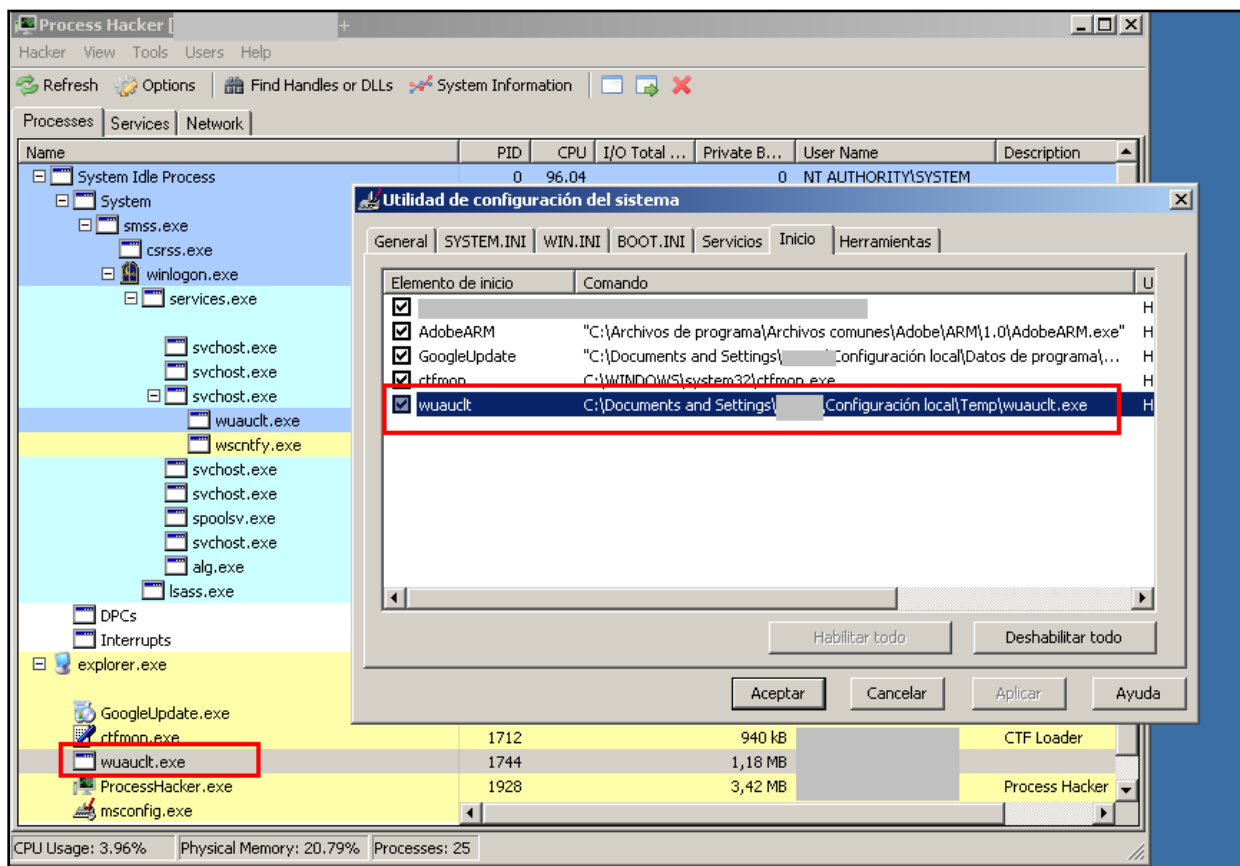 Process Hacker [ +
Hacker View Tools Users Help
Refresh Options Find Handles or DLLs System Information
Processes Services Network
Name PID CPU I/O Total ... Private B... User Name Description
System Idle Process 0 96.04 0 NT AUTHORITY\SYSTEM
System
smss.exe
csrss.exe
winlogon.exe
services.exe
svchost.exe
svchost.exe
svchost.exe
wuauclt.exe
wscntfy.exe
svchost.exe
svchost.exe
spoolsv.exe
svchost.exe
alg.exe
lsass.exe
DPCs
Interrupts
explorer.exe
GoogleUpdate.exe
ctfmon.exe 1712 940 kB CTF Loader
wuauclt.exe 1744 1,18 MB
ProcessHacker.exe 1928 3,42 MB Process Hacker
msconfig.exe
CPU Usage: 3.96% Physical Memory: 20.79% Processes: 25
Utilidad de configuración del sistema
General SYSTEM.INI WIN.INI BOOT.INI Servicios Inicio Herramientas
Elemento de inicio Comando U
H
AdobeARM "C:\Archivos de programa\Archivos comunes\Adobe\ARM\1.0\AdobeARM.exe" H
GoogleUpdate "C:\Documents and Settings\ Configuración local\Datos de programa\... H
ctfmon C:\WINDOWS\system32\ctfmon.exe H
wuauclt C:\Documents and Settings\ Configuración local\Temp\wuauclt.exe H
Habilitar todo Deshabilitar todo
Aceptar Cancelar Aplicar Ayuda